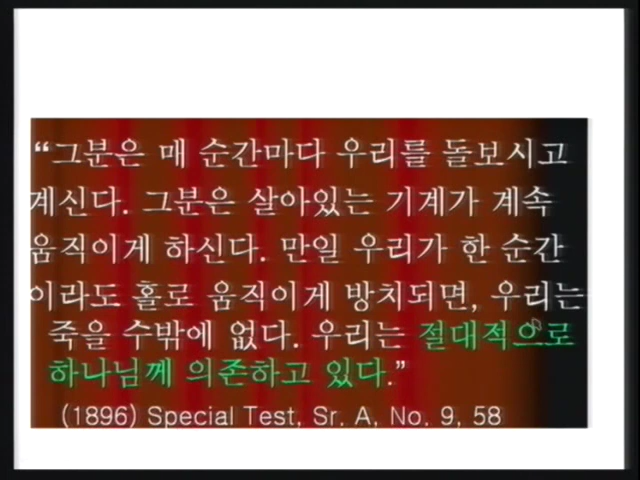 “그분은 매 순간마다 우리를 돌보시고
계신다. 그분은 살아있는 기계가 계속
움직이게 하신다. 만일 우리가 한 순간
이라도 홀로 움직이게 방치되면, 우리는
죽을 수밖에 없다. 우리는 절대적으로
하나님께 의존하고 있다.”
(1896) Special Test, Sr. A, No. 9, 58